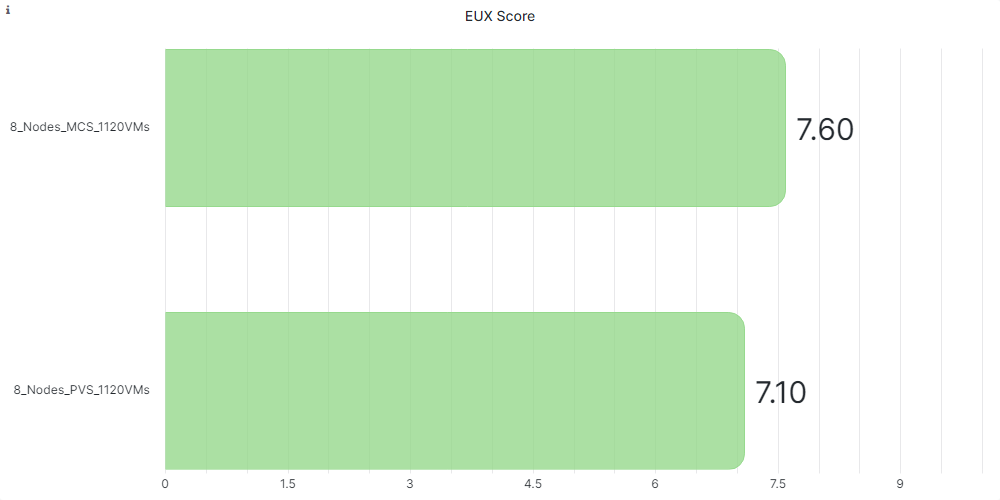 i
EUX Score
8_Nodes_MCS_1120VMs
7.60
8_Nodes_PVS_1120VMs
7.10
0 1.5 3 4.5 6 7.5 9